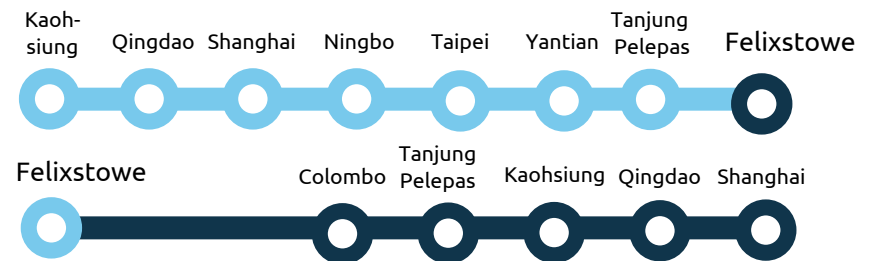 Kaoh-
siung
Qingdao
Shanghai
Ningbo
Taipei
Yantian
Tanjung
Pelepas
Felixstowe
Felixstowe
Colombo
Tanjung
Pelepas
Kaohsiung
Qingdao
Shanghai